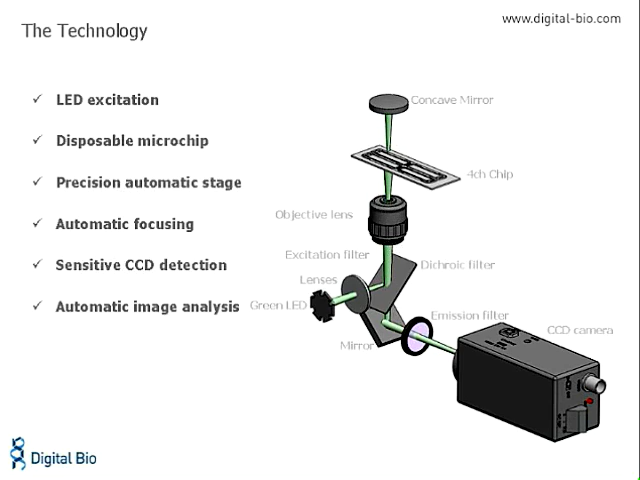 www.digital-bio.com
The Technology
✓ LED excitation
✓ Disposable microchip
✓ Precision automatic stage
✓ Automatic focusing
✓ Sensitive CCD detection
✓ Automatic image analysis
Concave Mirror
4ch Chip
Objective lens
Excitation filter
Dichroic filter
Lenses
Green LED
Emission filter
Mirror
CCD camera
Digital Bio